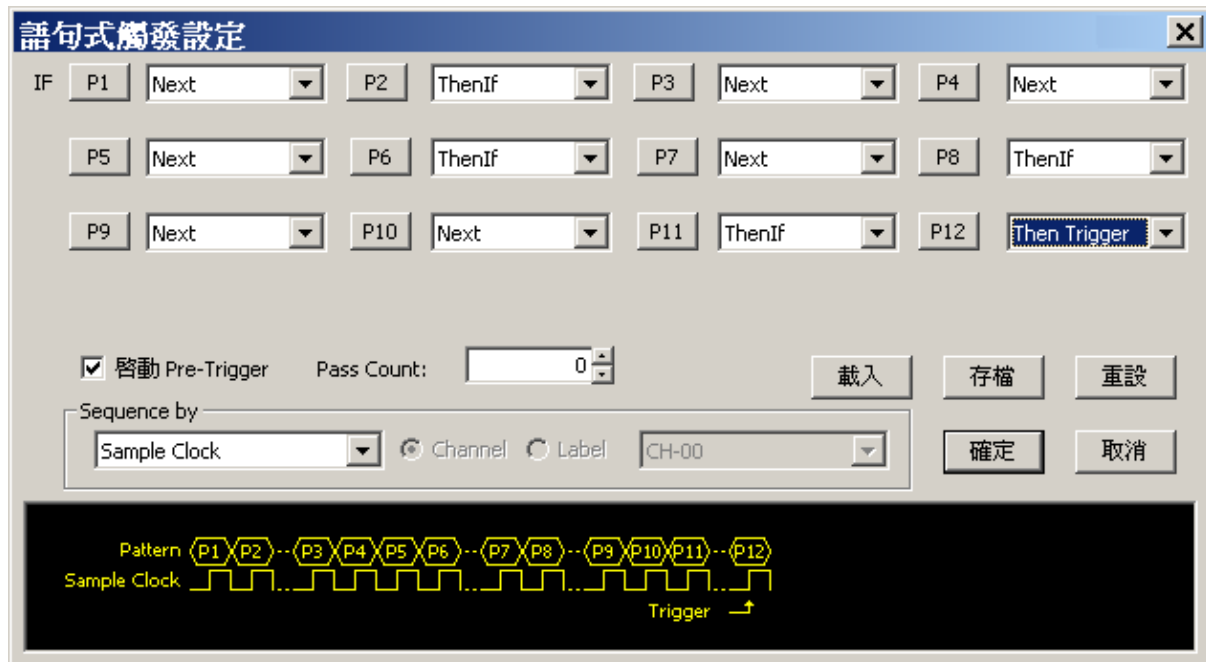 語句式觸發設定
IF P1 Next P2 ThenIf P3 Next P4 Next
P5 Next P6 ThenIf P7 Next P8 ThenIf
P9 Next P10 Next P11 ThenIf P12 Then Trigger
啓動 Pre-Trigger Pass Count: 0 載入 存檔 重設
Sequence by
Sample Clock Channel Label CH-00 確定 取消
Pattern P1 P2 -- P3 P4 P5 P6 -- P7 P8 -- P9 P10 P11 -- P12
Sample Clock
Trigger